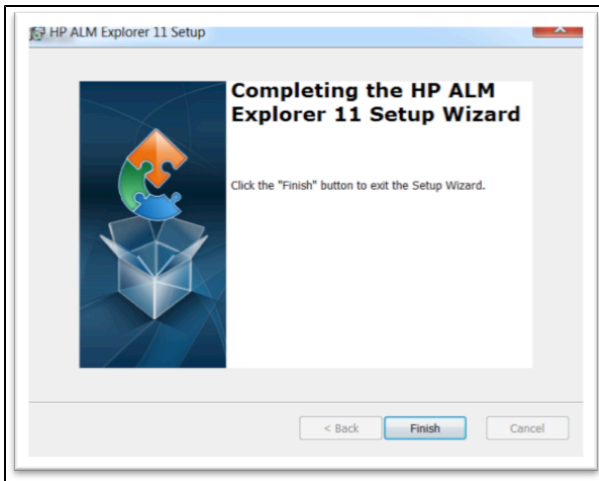 HP ALM Explorer 11 Setup
Completing the HP ALM
Explorer 11 Setup Wizard
Click the "Finish" button to exit the Setup Wizard.
< Back
Finish
Cancel